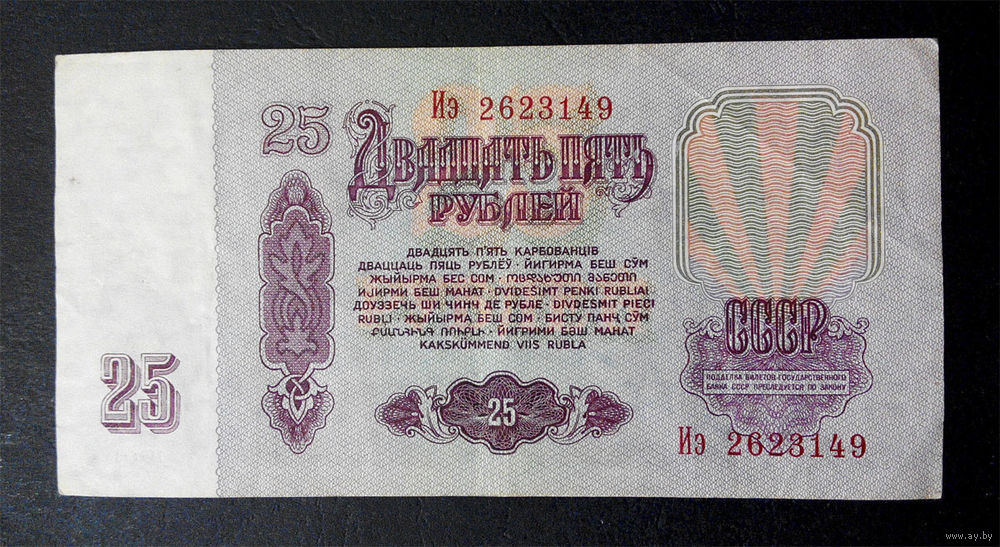 25
Иэ 2623149
Двадцать пять
рублей
ДВАДЦЯТЬ П'ЯТЬ КАРБОВАНЦІВ
ДВАЦЦАЦЬ ПЯЦЬ РУБЛЁЎ · ЙИГИРМА БЕШ СЎМ
ЖЫЙЫРМА БЕС СОМ · ᲝᲪᲓᲐᲮᲣᲗᲘ ᲛᲐᲜᲔᲗᲘ
ИЈИРМИ БЕШ МАНАТ · DVIDEŠIMT PENKI RUBLIAI
ДОУЗЗЕЧЬ ШИ ЧИНЧ ДЕ РУБЛЕ · DIVDESMIT PIECI
RUBĻI · ЖЫЙЫРМА БЕШ СОМ · БИСТУ ПАНҶ СӮМ
ՔՍԱՆՀԻՆԳ ՌՈՒԲԼԻ · ЙИГРИМИ БӘШ МАНАТ
KAKSKÜMMEND VIIS RUBLA
25
25
СССР
ПОДДЕЛКА БИЛЕТОВ ГОСУДАРСТВЕННОГО
БАНКА СССР ПРЕСЛЕДУЕТСЯ ПО ЗАКОНУ
Иэ 2623149
www.ay.by